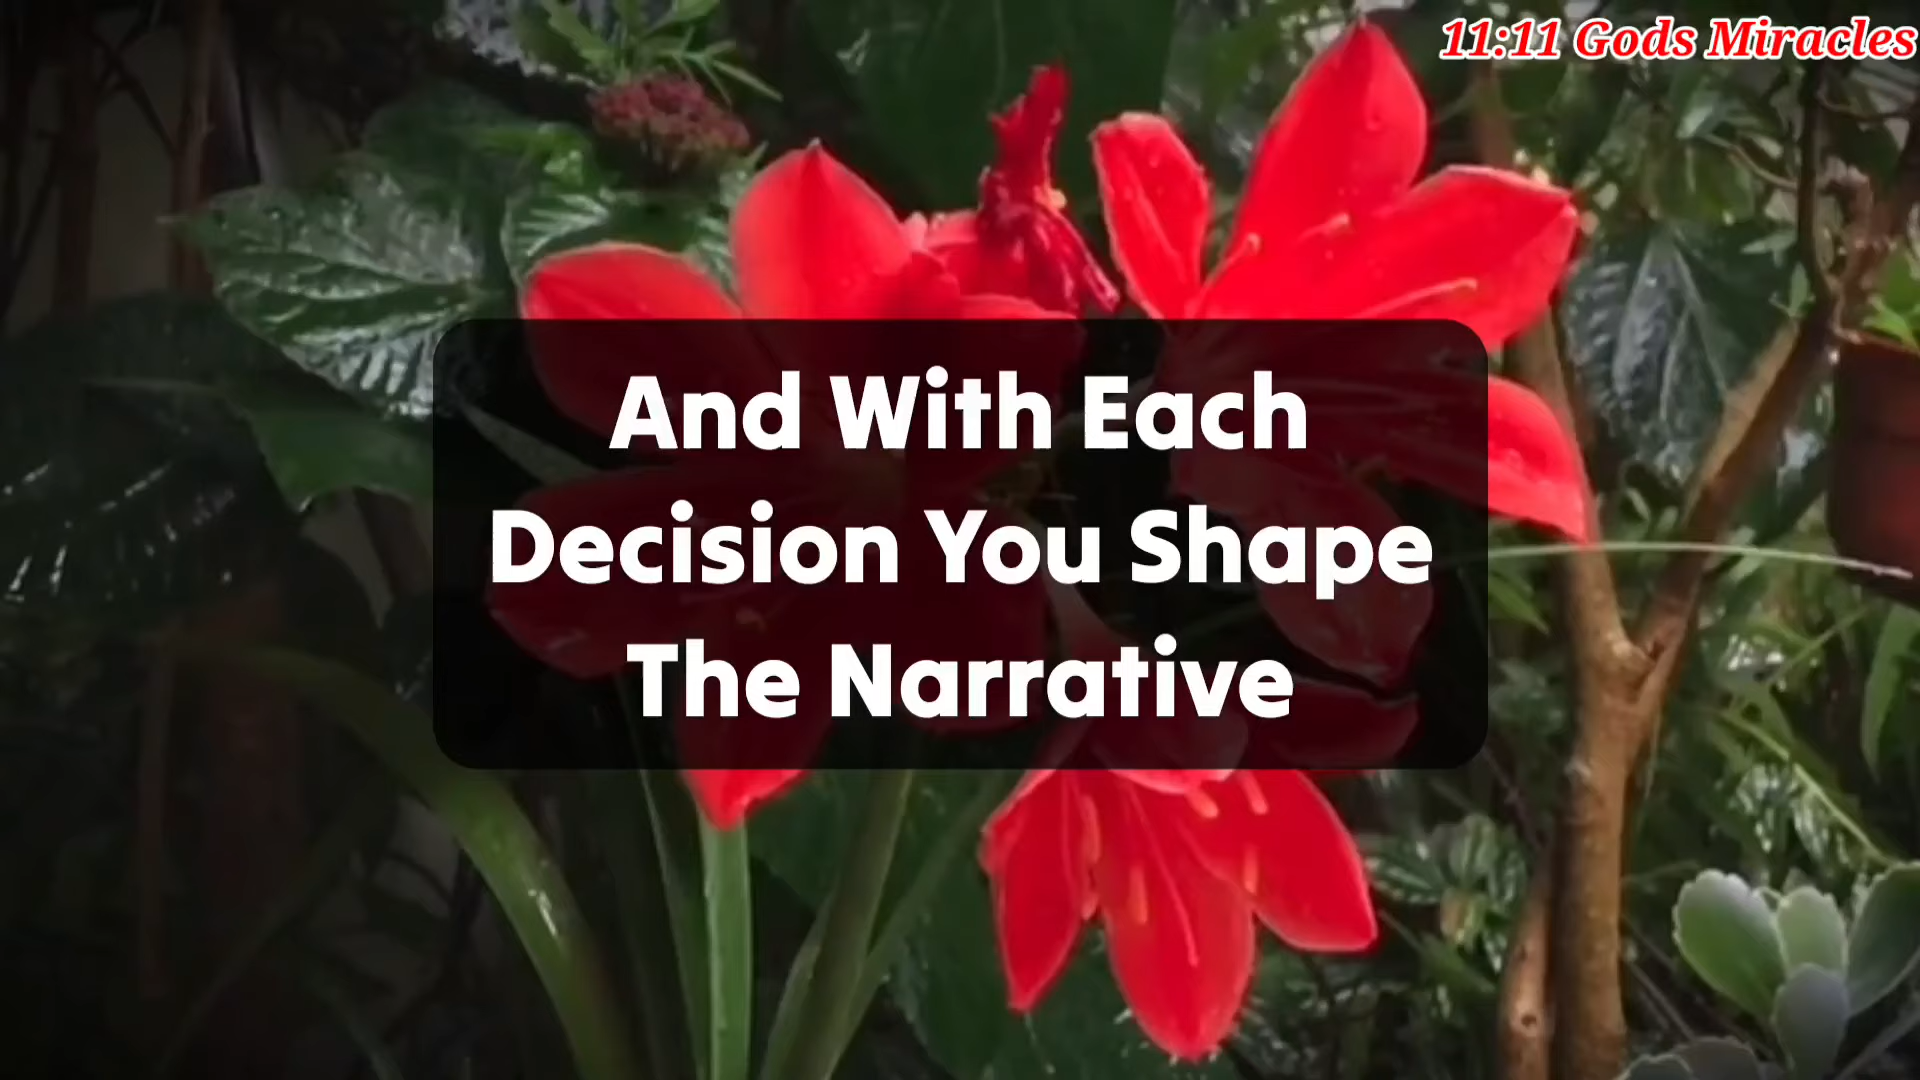 11:11 Gods Miracles
And With Each
Decision You Shape
The Narrative